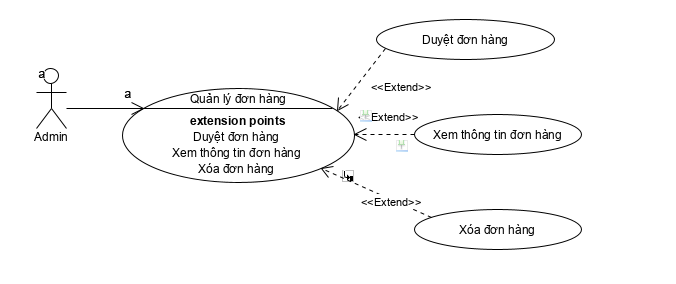 Duyệt đơn hàng
<<Extend>>
a
a
Quản lý đơn hàng
extension points
Duyệt đơn hàng
Xem thông tin đơn hàng
Xóa đơn hàng
Admin
Extend>>
Xem thông tin đơn hàng
<<Extend>>
Xóa đơn hàng